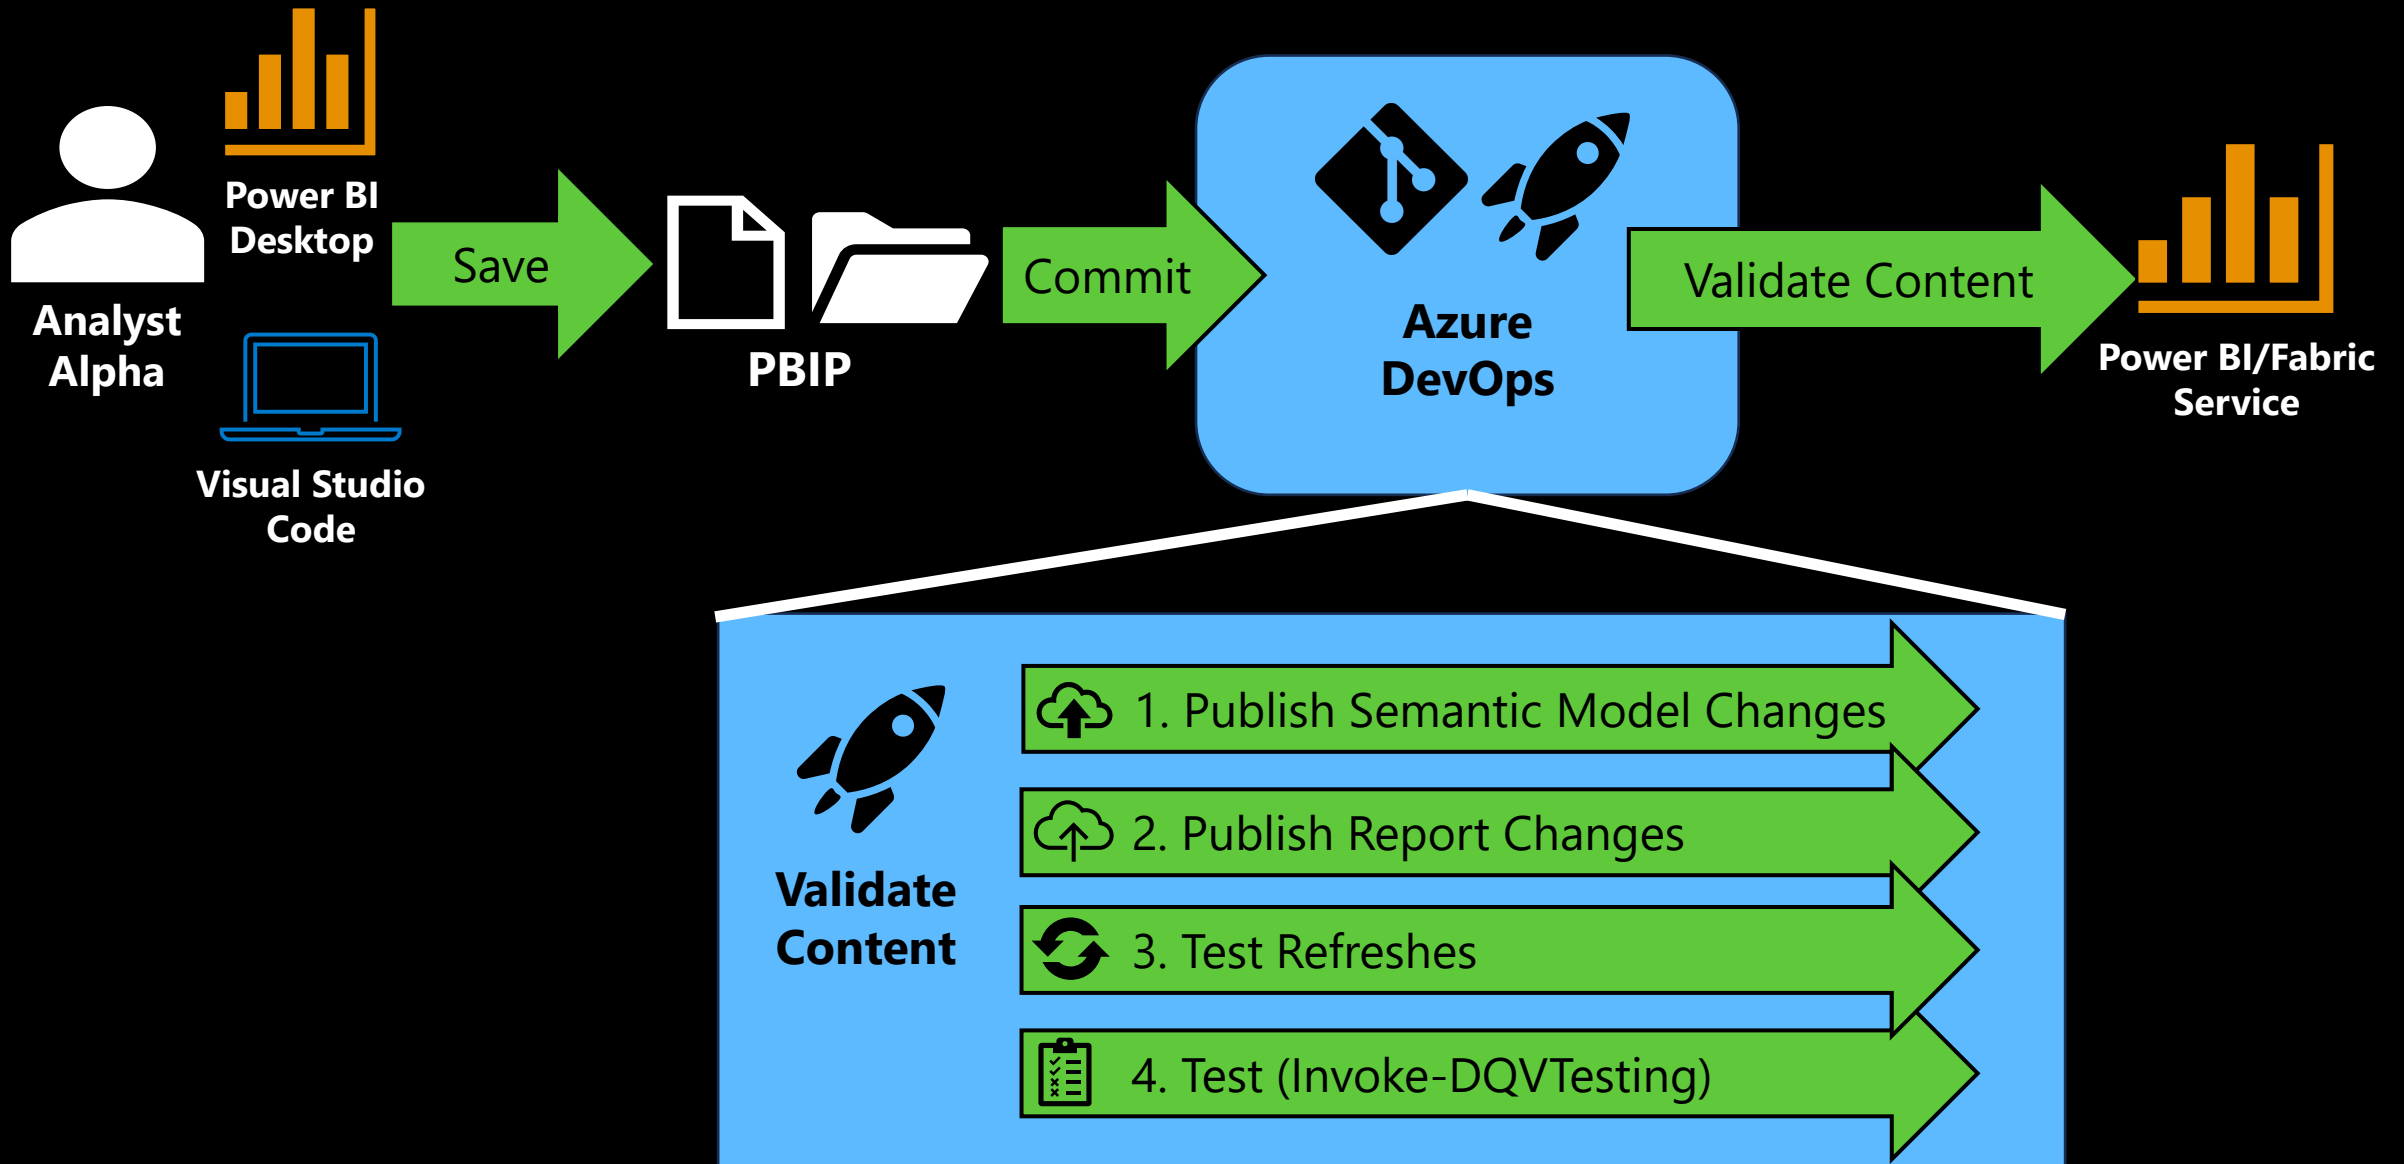 Analyst
Alpha
Power BI
Desktop
Visual Studio
Code
Save
PBIP
Commit
Azure
DevOps
Validate Content
Power BI/Fabric
Service
Validate
Content
1. Publish Semantic Model Changes
2. Publish Report Changes
3. Test Refreshes
4. Test (Invoke-DQVTesting)